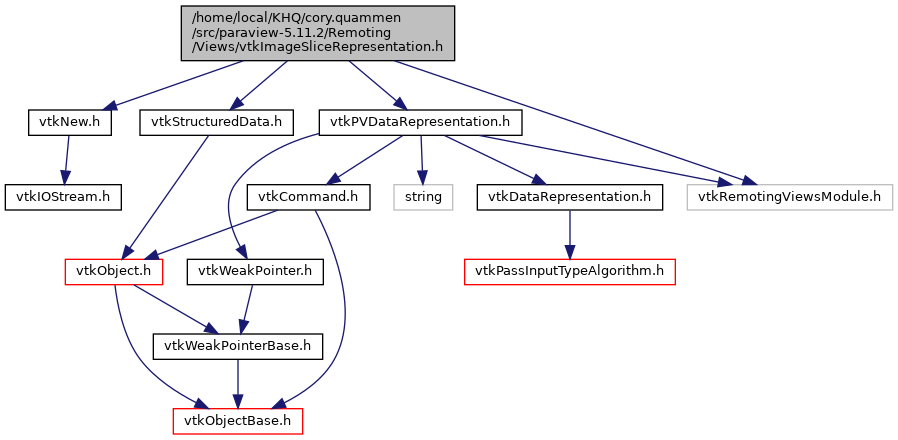 /home/local/KHQ/cory.quammen
/src/paraview-5.11.2/Remoting
/Views/vtkImageSliceRepresentation.h
vtkNew.h
vtkStructuredData.h
vtkPVDataRepresentation.h
vtkIOStream.h
vtkCommand.h
string
vtkDataRepresentation.h
vtkRemotingViewsModule.h
vtkObject.h
vtkWeakPointer.h
vtkPassInputTypeAlgorithm.h
vtkWeakPointerBase.h
vtkObjectBase.h